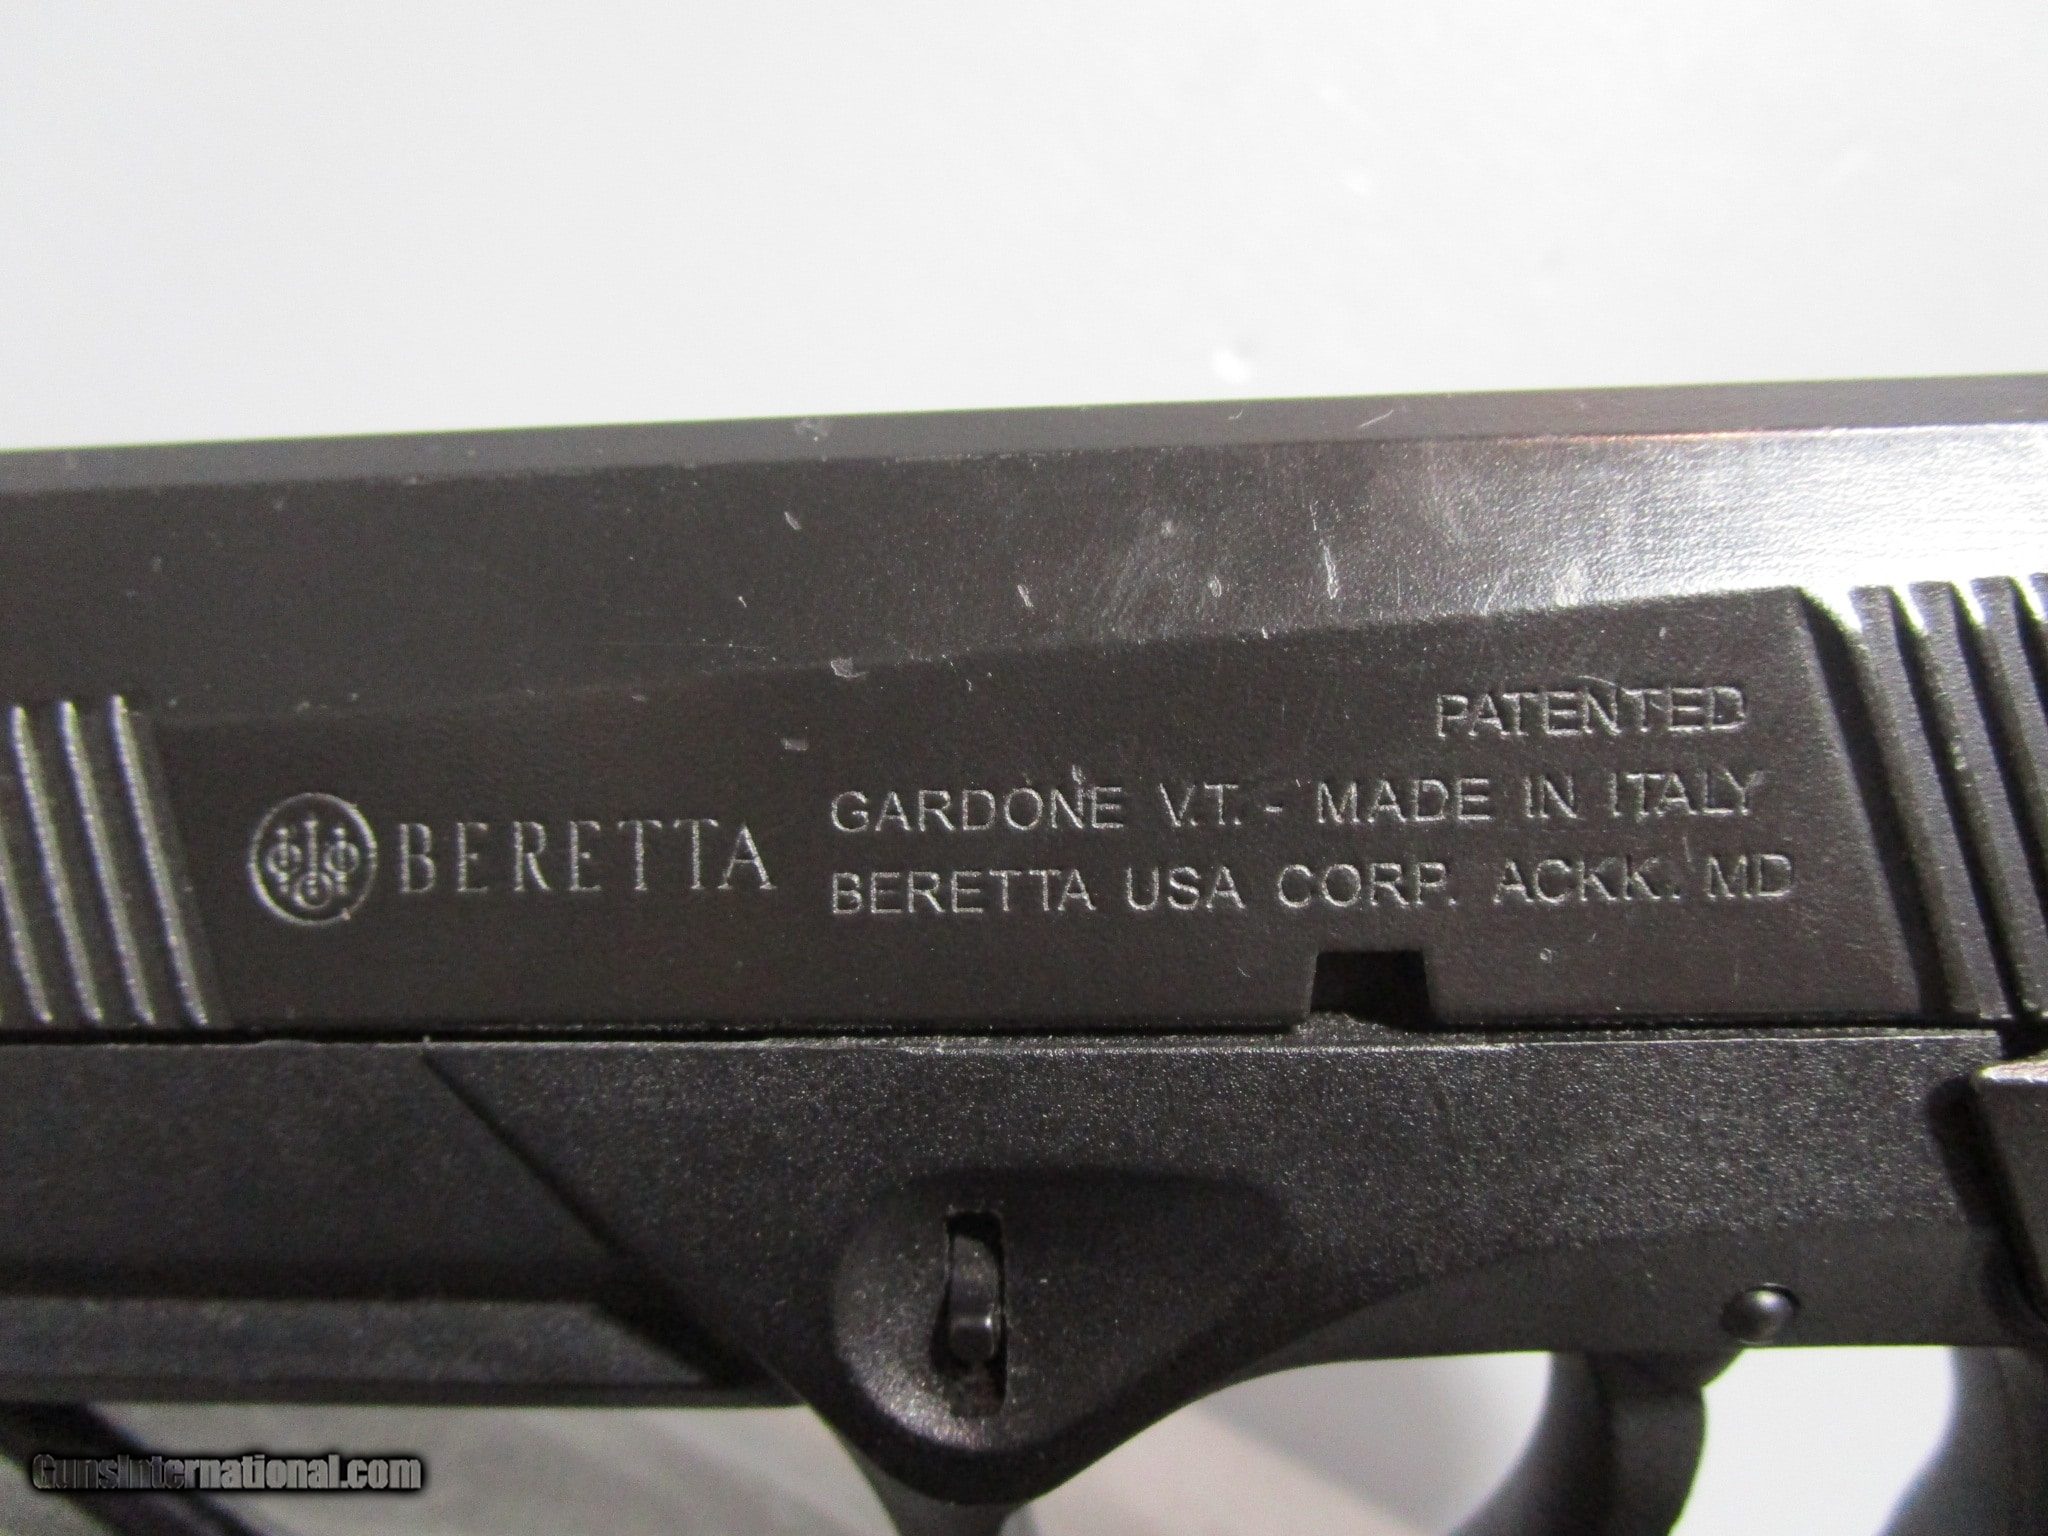 PATENTED
BERETTA
GARDONE V.T. - MADE IN ITALY
BERETTA USA CORP. ACKK. MD
GunsInternational.com